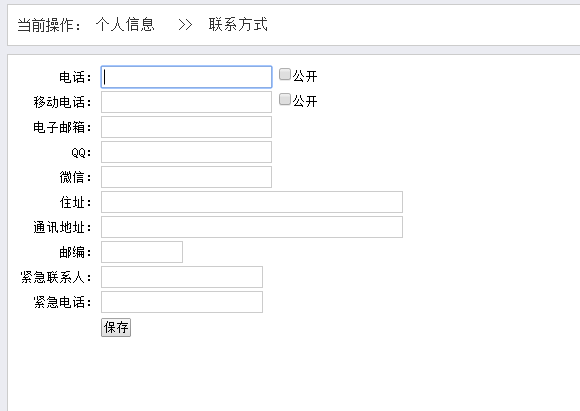 当前操作： 个人信息 >> 联系方式
电话： 公开
移动电话： 公开
电子邮箱：
QQ：
微信：
住址：
通讯地址：
邮编：
紧急联系人：
紧急电话：
保存